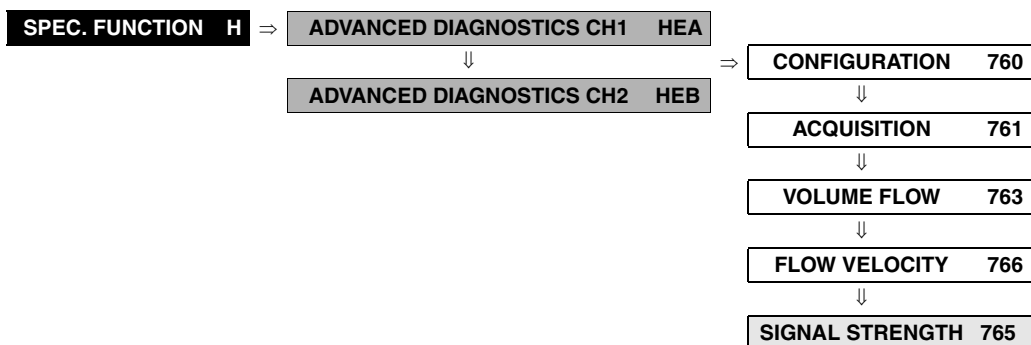 SPEC. FUNCTION H ⇒ ADVANCED DIAGNOSTICS CH1 HEA
⇓
ADVANCED DIAGNOSTICS CH2 HEB
⇒ CONFIGURATION 760
⇓
ACQUISITION 761
⇓
VOLUME FLOW 763
⇓
FLOW VELOCITY 766
⇓
SIGNAL STRENGTH 765